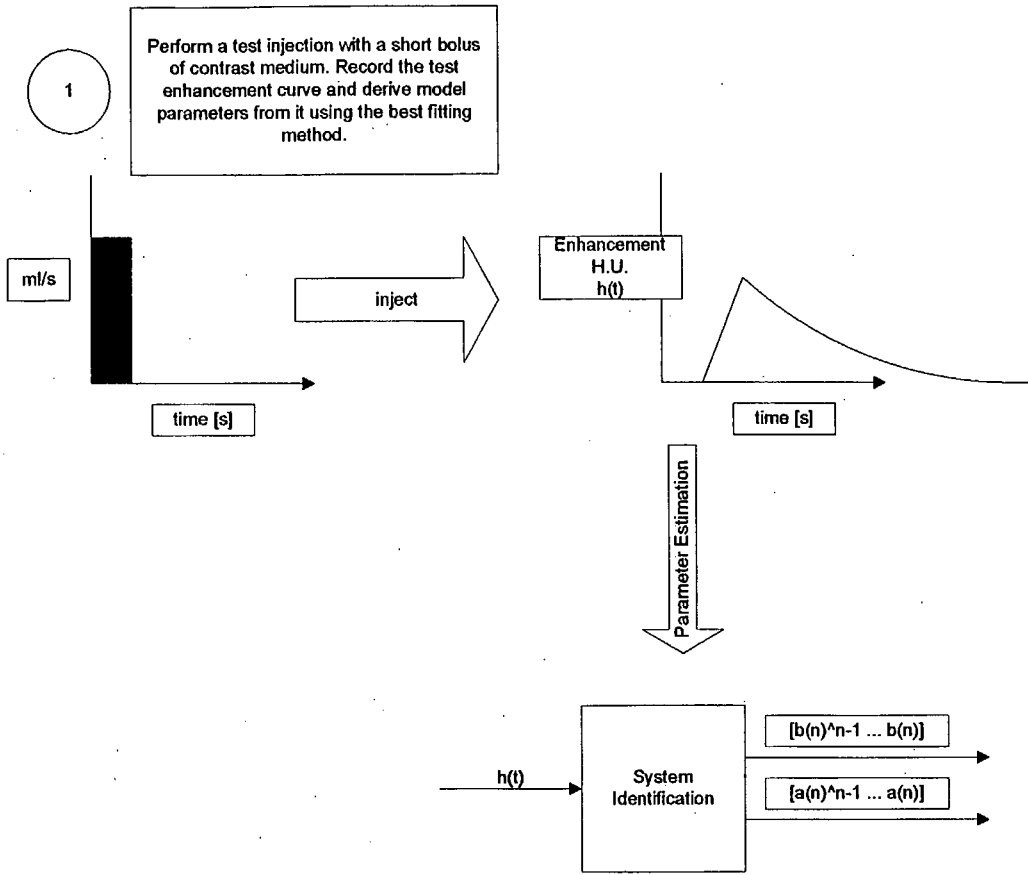 1
Perform a test injection with a short bolus
of contrast medium. Record the test
enhancement curve and derive model
parameters from it using the best fitting
method.
ml/s
inject
Enhancement
H.U.
h(t)
time [s]
time [s]
Parameter Estimation
h(t)
System
Identification
[b(n)^n-1 ... b(n)]
[a(n)^n-1 ... a(n)]